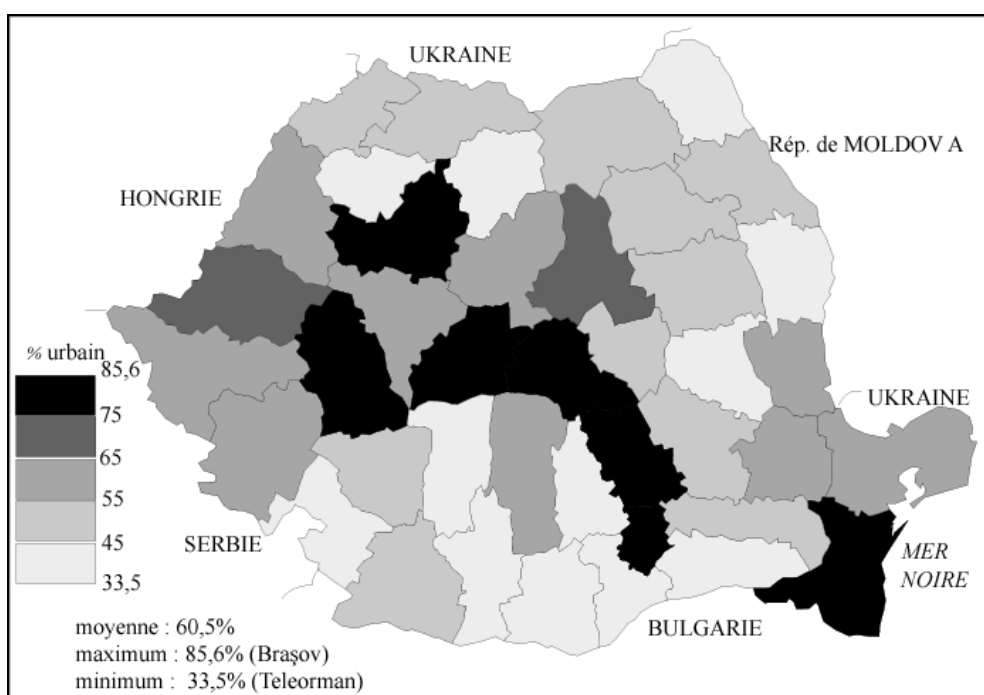 UKRAINE
Rép. de MOLDOV A
HONGRIE
% urbain
85,6
75
65
55
45
33,5
UKRAINE
SERBIE
MER
NOIRE
BULGARIE
moyenne : 60,5%
maximum : 85,6% (Braşov)
minimum : 33,5% (Teleorman)